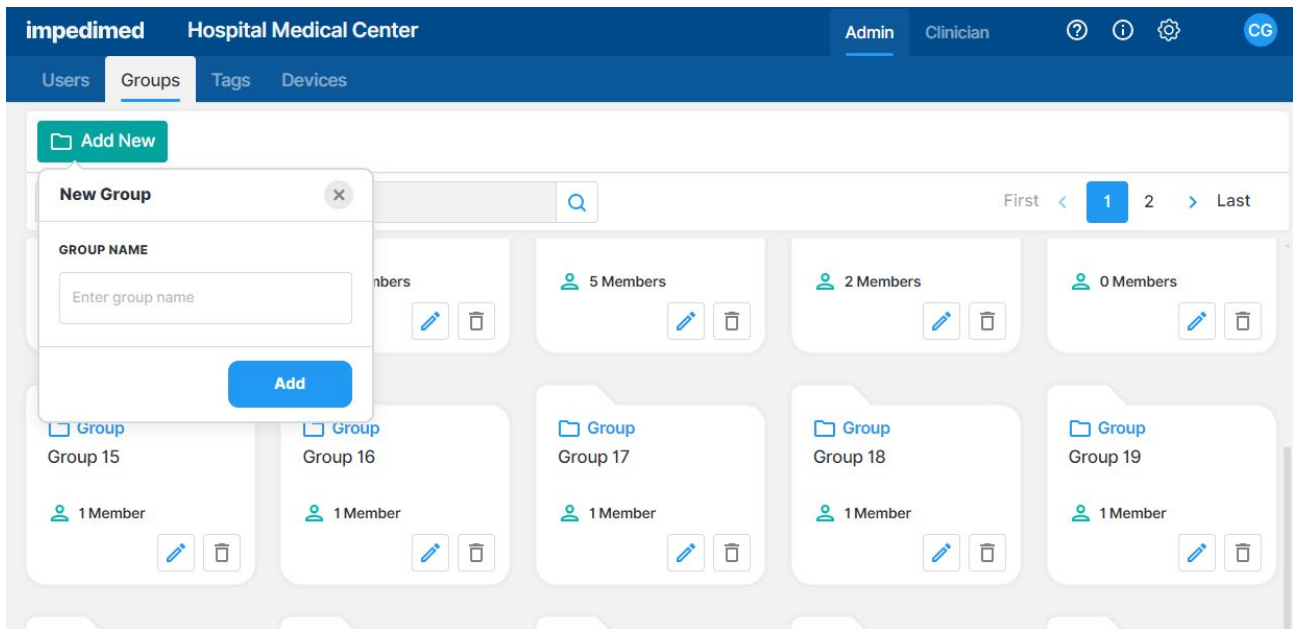 impedimed Hospital Medical Center Admin Clinician CG
Users Groups Tags Devices
Add New
New Group
First < 1 2 > Last
GROUP NAME
Enter group name
5 Members 2 Members 0 Members
Add
Group Group Group Group Group
Group 15 Group 16 Group 17 Group 18 Group 19
1 Member 1 Member 1 Member 1 Member 1 Member